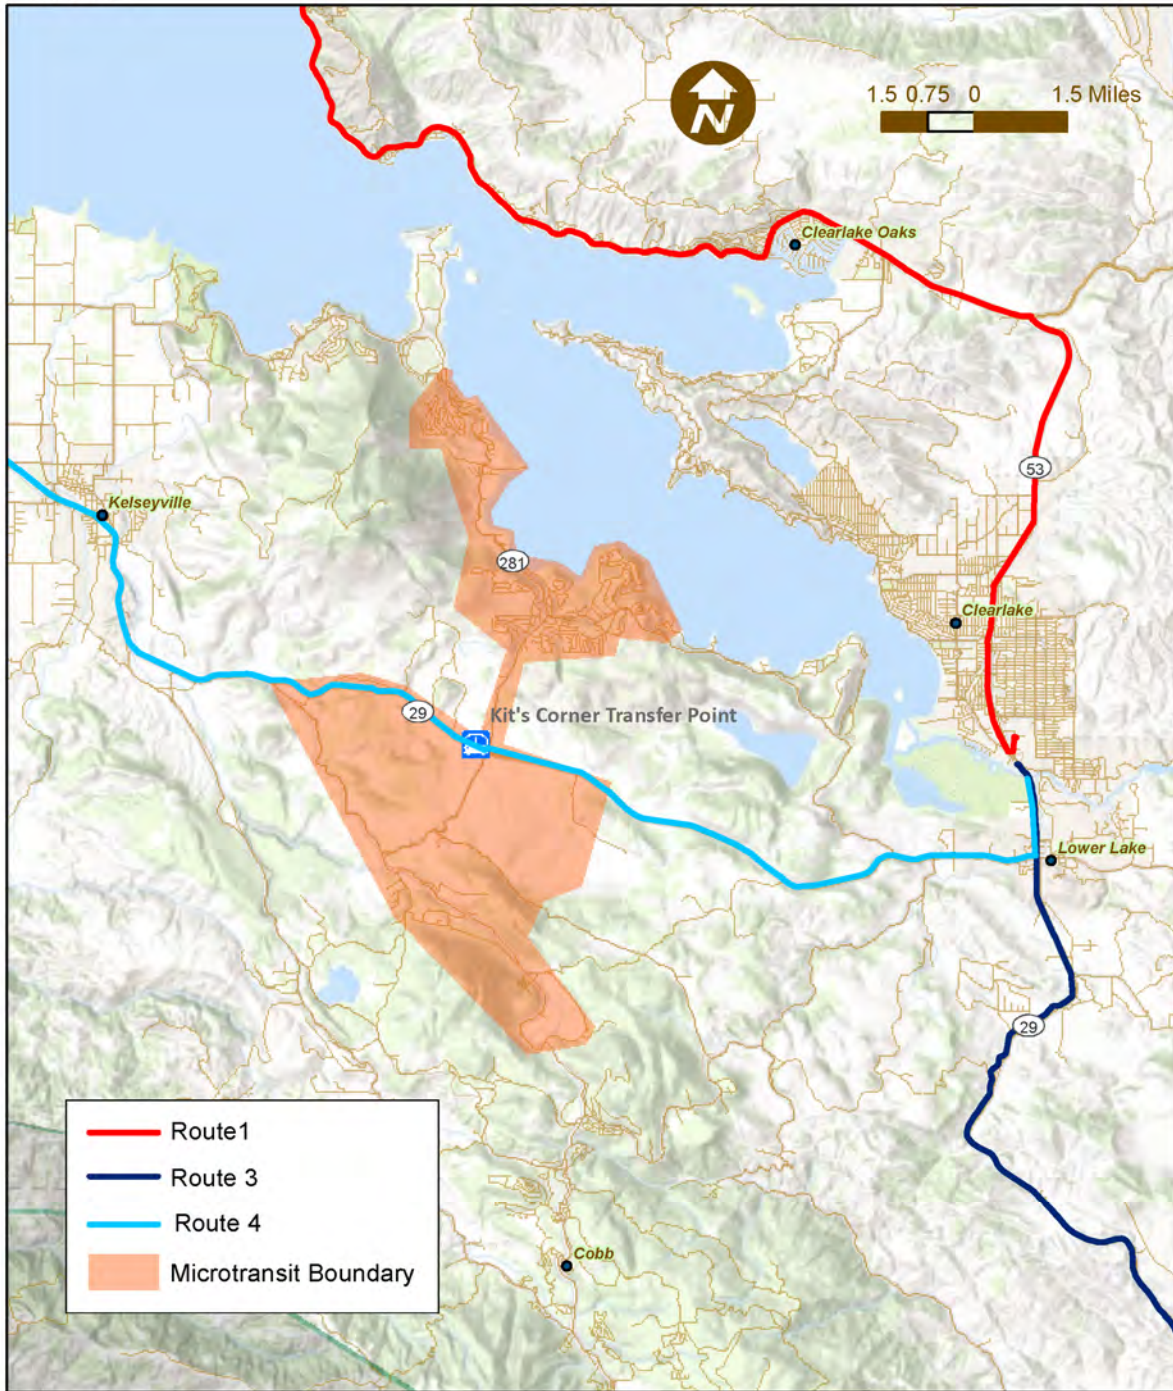 N
1.5 0.75 0 1.5 Miles
Clearlake Oaks
53
Kelseyville
281
Clearlake
29
Kit's Corner Transfer Point
Lower Lake
29
Route1
Route 3
Route 4
Microtransit Boundary
Cobb